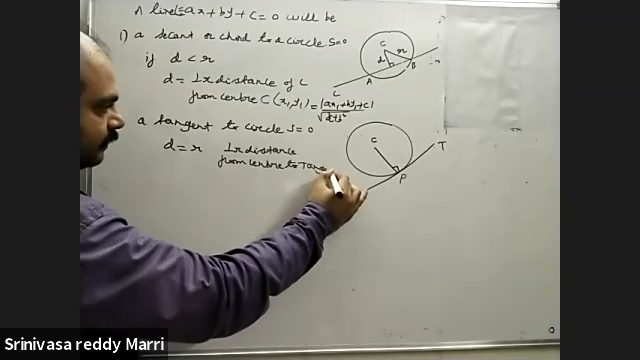 A line L=ax+by+c=0 will be
1) a secant or chord to a circle S=0
if d<r
d = ⊥r distance of L
from centre C(x₁,y₁) = |ax₁+by₁+c|
√a²+b²
a tangent to circle S=0
d = r ⊥r distance
from centre to Tan
C
r
d
L
A
B
C
P
T
Srinivasa reddy Marri